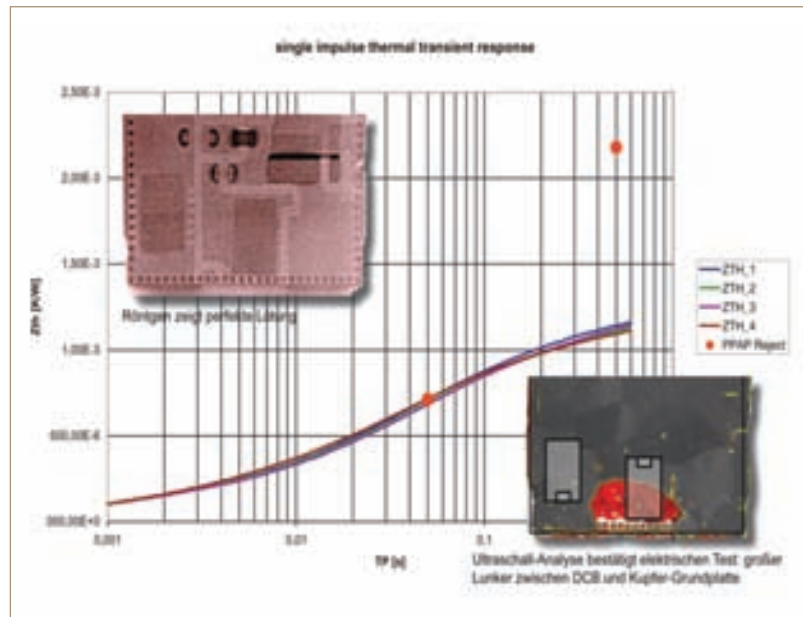 single impulse thermal transient response
2,50E-3
2,00E-3
1,50E-3
1,00E-3
500,00E-6
000,00E+0
Zth [K/W]
Röntgen zeigt perfekte Lötung
ZTH_1
ZTH_2
ZTH_3
ZTH_4
PPAP Reject
0,001
0.01
0.1
TP [s]
Ultraschall-Analyse bestätigt elektrischen Test: großer
Lunker zwischen DCB und Kupfer-Grundplatte